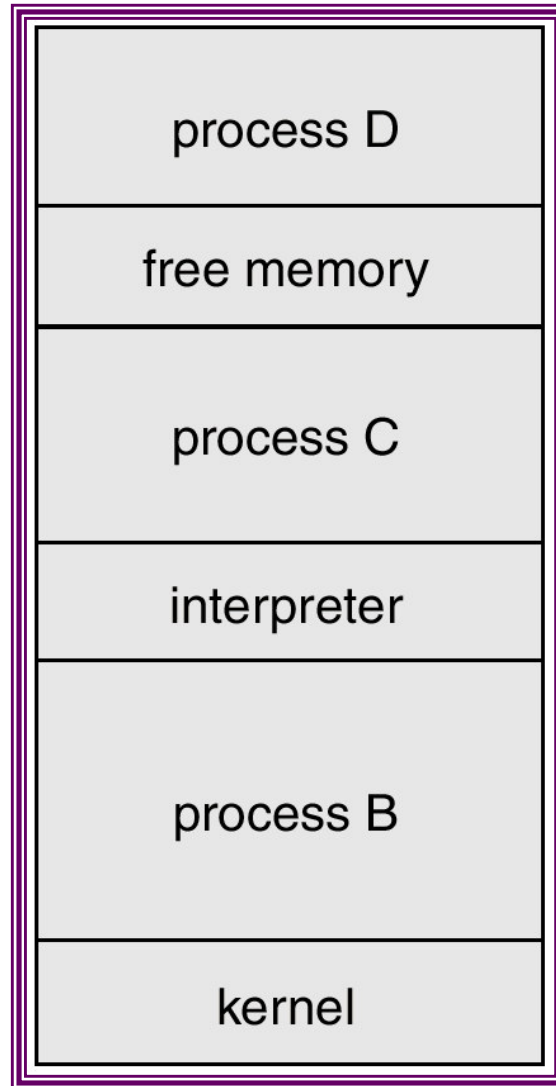 process D
free memory
process C
interpreter
process B
kernel